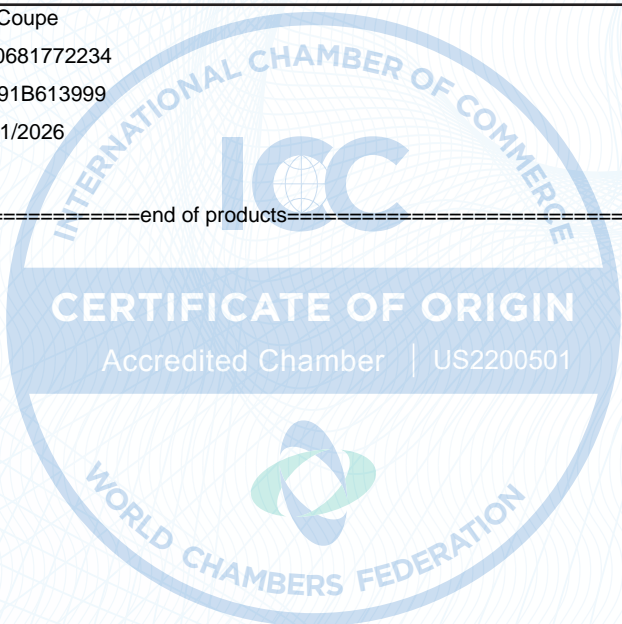 Coupe
0681772234
91B613999
1/2026
===========end of products===========================
INTERNATIONAL CHAMBER OF COMMERCE
ICC
CERTIFICATE OF ORIGIN
Accredited Chamber | US2200501
WORLD CHAMBERS FEDERATION